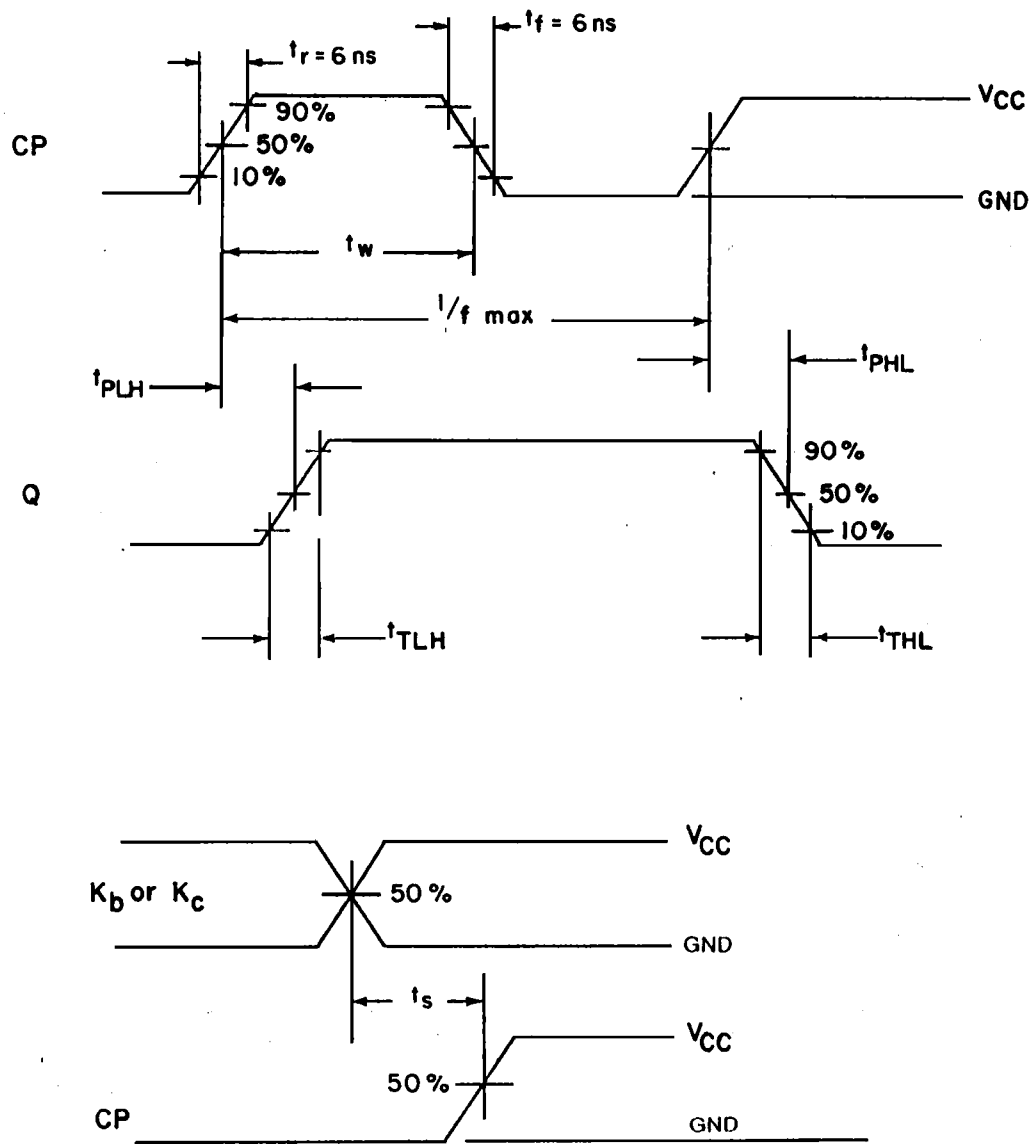 tr = 6 ns
tf = 6 ns
CP
90%
50%
10%
VCC
GND
tw
1/f max
tPLH
tPHL
Q
90%
50%
10%
tTLH
tTHL
Kb or Kc
50%
VCC
GND
ts
CP
50%
VCC
GND